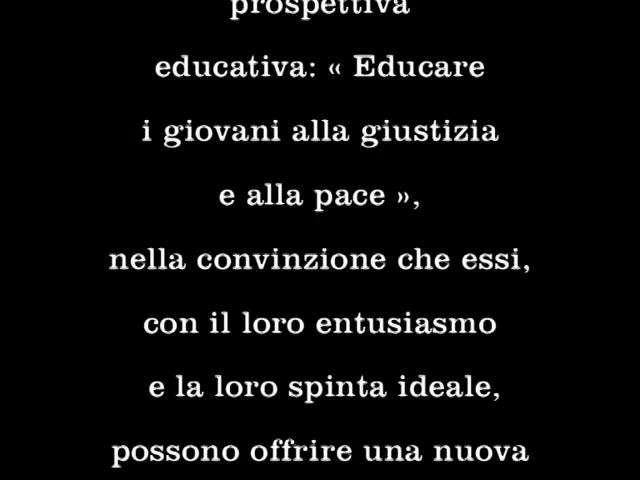 prospettiva
educativa: « Educare
i giovani alla giustizia
e alla pace »,
nella convinzione che essi,
con il loro entusiasmo
e la loro spinta ideale,
possono offrire una nuova